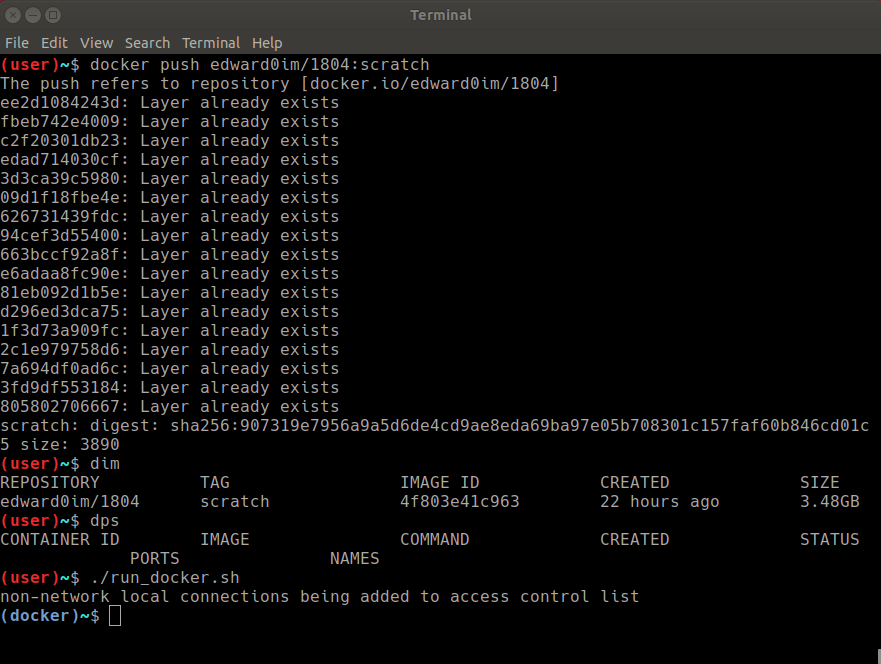 Terminal
File Edit View Search Terminal Help
(user)~$ docker push edward0im/1804:scratch
The push refers to repository [docker.io/edward0im/1804]
ee2d1084243d: Layer already exists
fbeb742e4009: Layer already exists
c2f20301db23: Layer already exists
edad714030cf: Layer already exists
3d3ca39c5980: Layer already exists
09d1f18fbe4e: Layer already exists
626731439fdc: Layer already exists
94cef3d55400: Layer already exists
663bccf92a8f: Layer already exists
e6adaa8fc90e: Layer already exists
81eb092d1b5e: Layer already exists
d296ed3dca75: Layer already exists
1f3d73a909fc: Layer already exists
2c1e979758d6: Layer already exists
7a694df0ad6c: Layer already exists
3fd9df553184: Layer already exists
805802706667: Layer already exists
scratch: digest: sha256:907319e7956a9a5d6de4cd9ae8eda69ba97e05b708301c157faf60b846cd01c
5 size: 3890
(user)~$ dim
REPOSITORY          TAG                 IMAGE ID            CREATED             SIZE
edward0im/1804      scratch             4f803e41c963        22 hours ago        3.48GB
(user)~$ dps
CONTAINER ID        IMAGE               COMMAND             CREATED             STATUS
             PORTS               NAMES
(user)~$ ./run_docker.sh
non-network local connections being added to access control list
(docker)~$